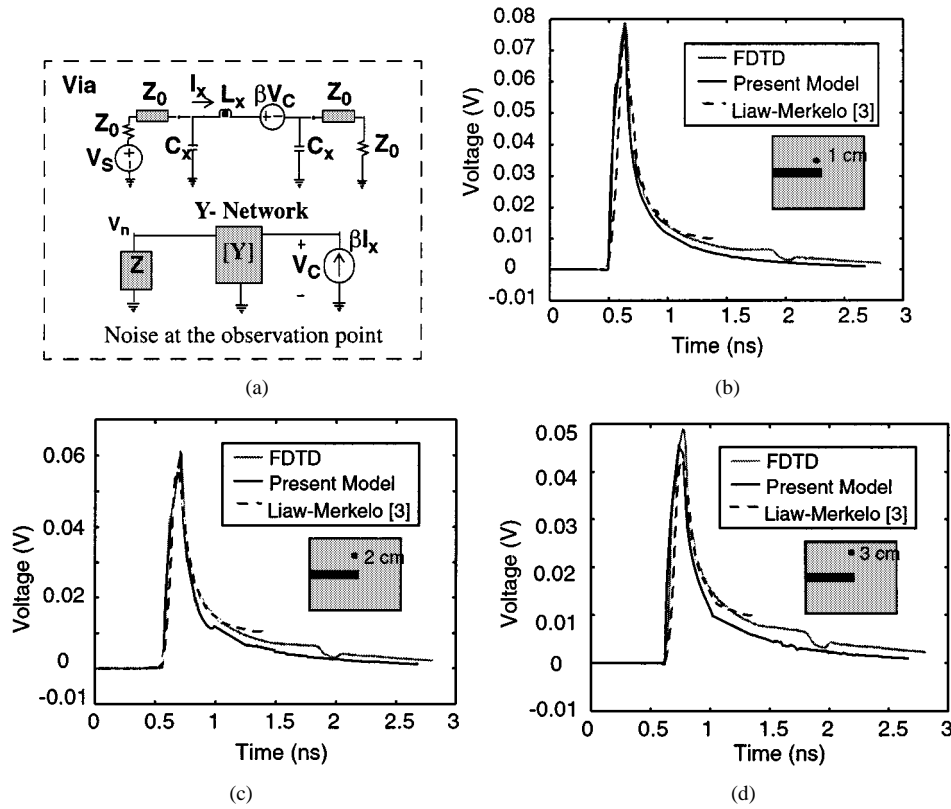 Via
Z0
Ix
Lx
βVC
Z0
Z0
VS
Cx
Cx
Z0
Y- Network
Vn
Z
[Y]
+
VC
-
βIx
Noise at the observation point
(a)
0.08
0.07
0.06
0.05
0.04
0.03
0.02
0.01
0
-0.01
Voltage (V)
FDTD
Present Model
Liaw-Merkelo [3]
1 cm
0 0.5 1 1.5 2 2.5 3
Time (ns)
(b)
0.06
0.04
0.02
0
-0.01
Voltage (V)
FDTD
Present Model
Liaw-Merkelo [3]
2 cm
0 0.5 1 1.5 2 2.5 3
Time (ns)
(c)
0.05
0.04
0.03
0.02
0.01
0
-0.01
Voltage (V)
FDTD
Present Model
Liaw-Merkelo [3]
3 cm
0 0.5 1 1.5 2 2.5 3
Time (ns)
(d)